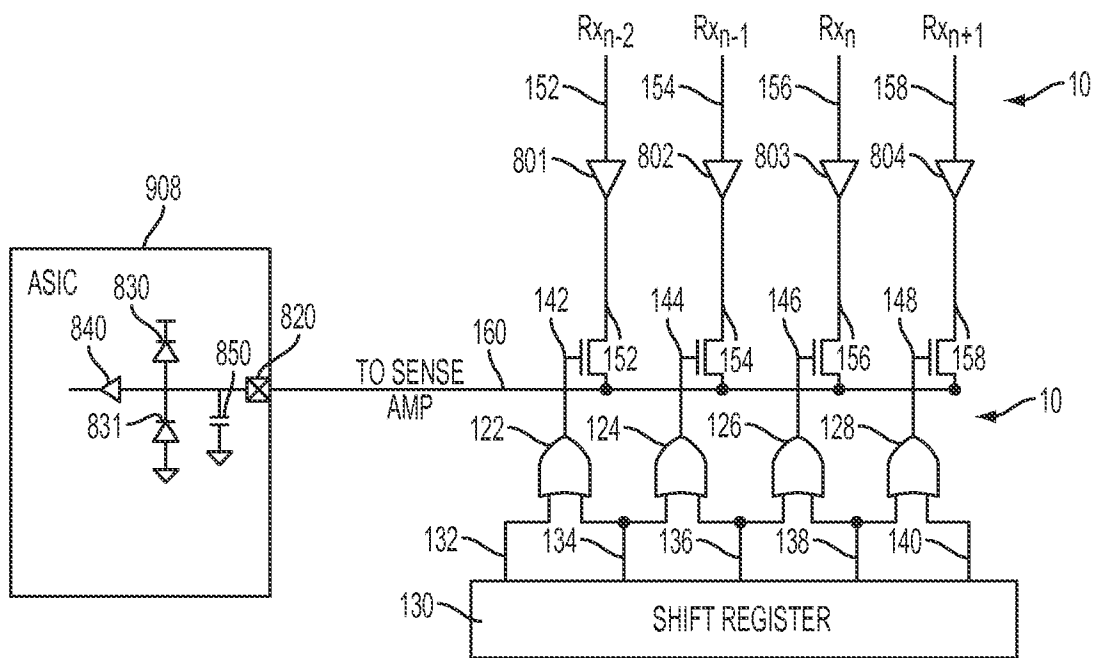 Rxn-2 Rxn-1 Rxn Rxn+1
152 154 156 158 10
801 802 803 804
908
ASIC 830
840 850 820
142 144 146 148
160
152 154 156 158
TO SENSE
AMP
831
10
122 124 126 128
132 134 136 138 140
130 SHIFT REGISTER